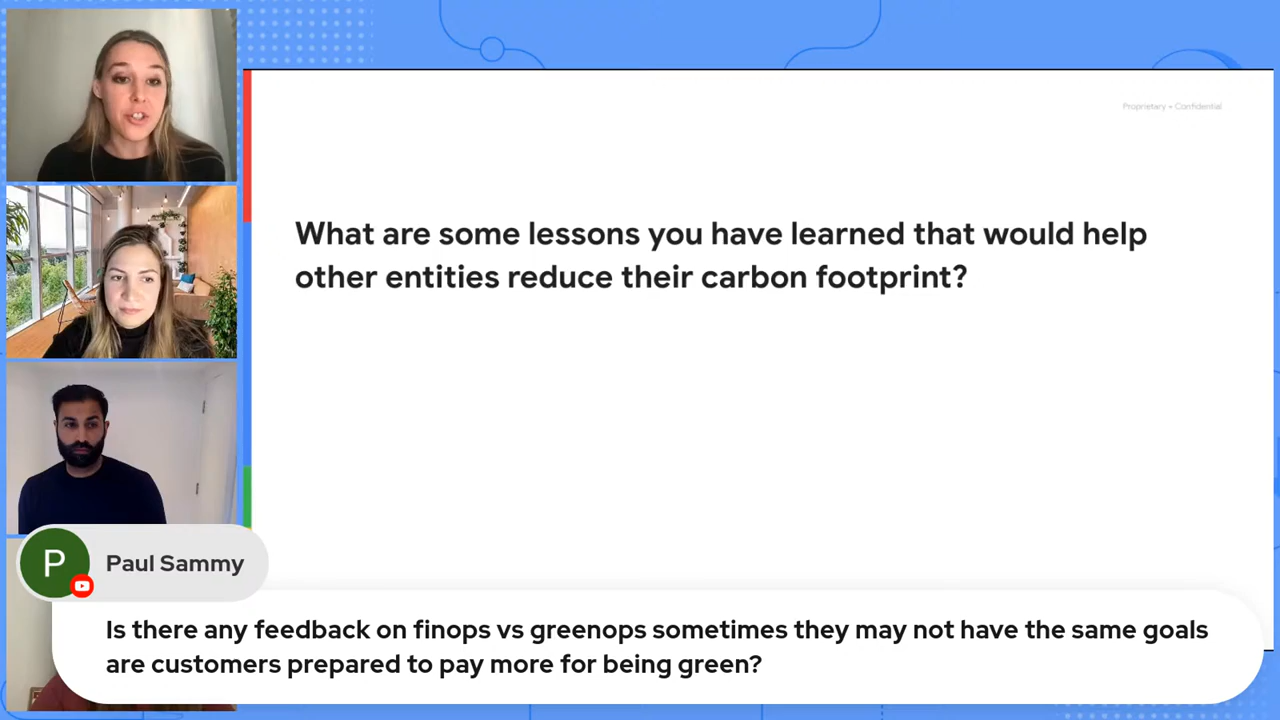 Proprietary + Confidential
What are some lessons you have learned that would help
other entities reduce their carbon footprint?
P
Paul Sammy
Is there any feedback on finops vs greenops sometimes they may not have the same goals
are customers prepared to pay more for being green?